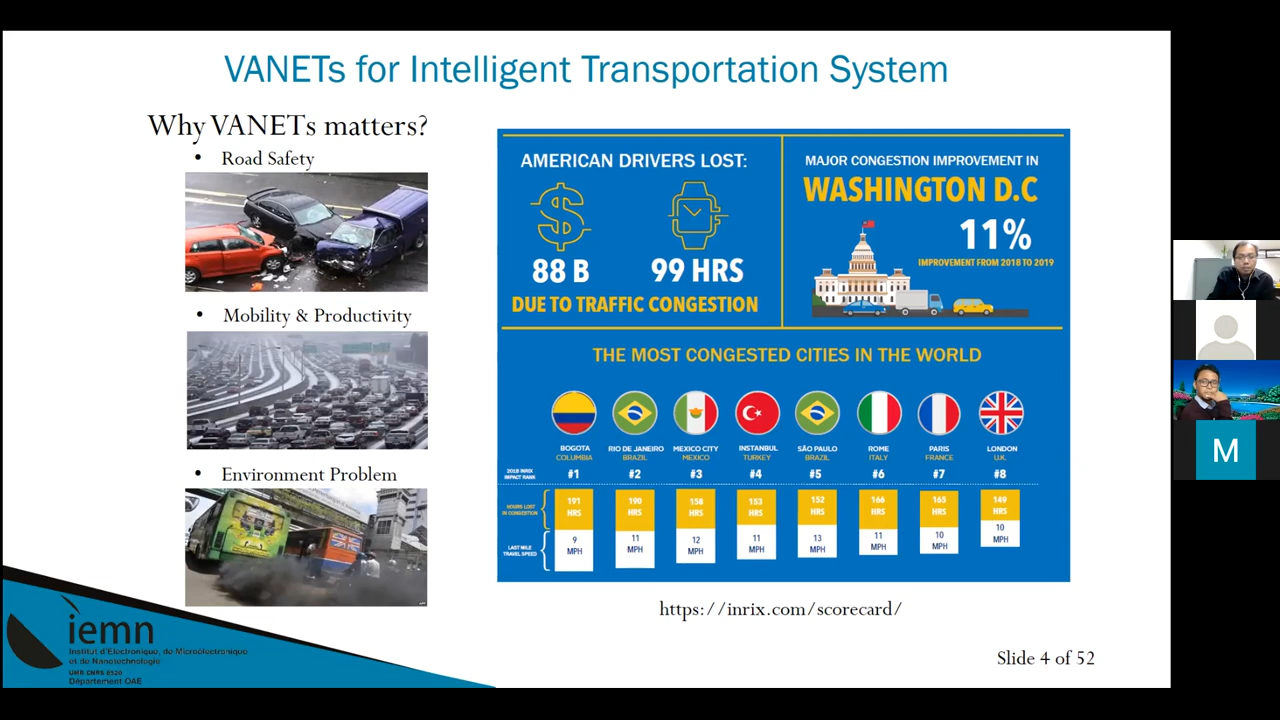 VANETs for Intelligent Transportation System
Why VANETs matters?
• Road Safety
• Mobility & Productivity
• Environment Problem
AMERICAN DRIVERS LOST:
88 B
99 HRS
DUE TO TRAFFIC CONGESTION
MAJOR CONGESTION IMPROVEMENT IN
WASHINGTON D.C
11%
IMPROVEMENT FROM 2018 TO 2019
THE MOST CONGESTED CITIES IN THE WORLD
BOGOTA RIO DE JANEIRO MEXICO CITY INSTANBUL SÃO PAULO ROME PARIS LONDON
COLUMBIA BRAZIL MEXICO TURKEY BRAZIL ITALY FRANCE U.K.
2018 INRIX
IMPACT RANK
#1 #2 #3 #4 #5 #6 #7 #8
HOURS LOST
IN CONGESTION
191 190 158 153 152 166 165 149
HRS HRS HRS HRS HRS HRS HRS HRS
LAST MILE
TRAVEL SPEED
9 11 12 11 13 11 10 10
MPH MPH MPH MPH MPH MPH MPH MPH
https://inrix.com/scorecard/
iemn
Institut d'Electronique, de Microélectronique
et de Nanotechnologie
UMR CNRS 8520
Département OAE
Slide 4 of 52
M